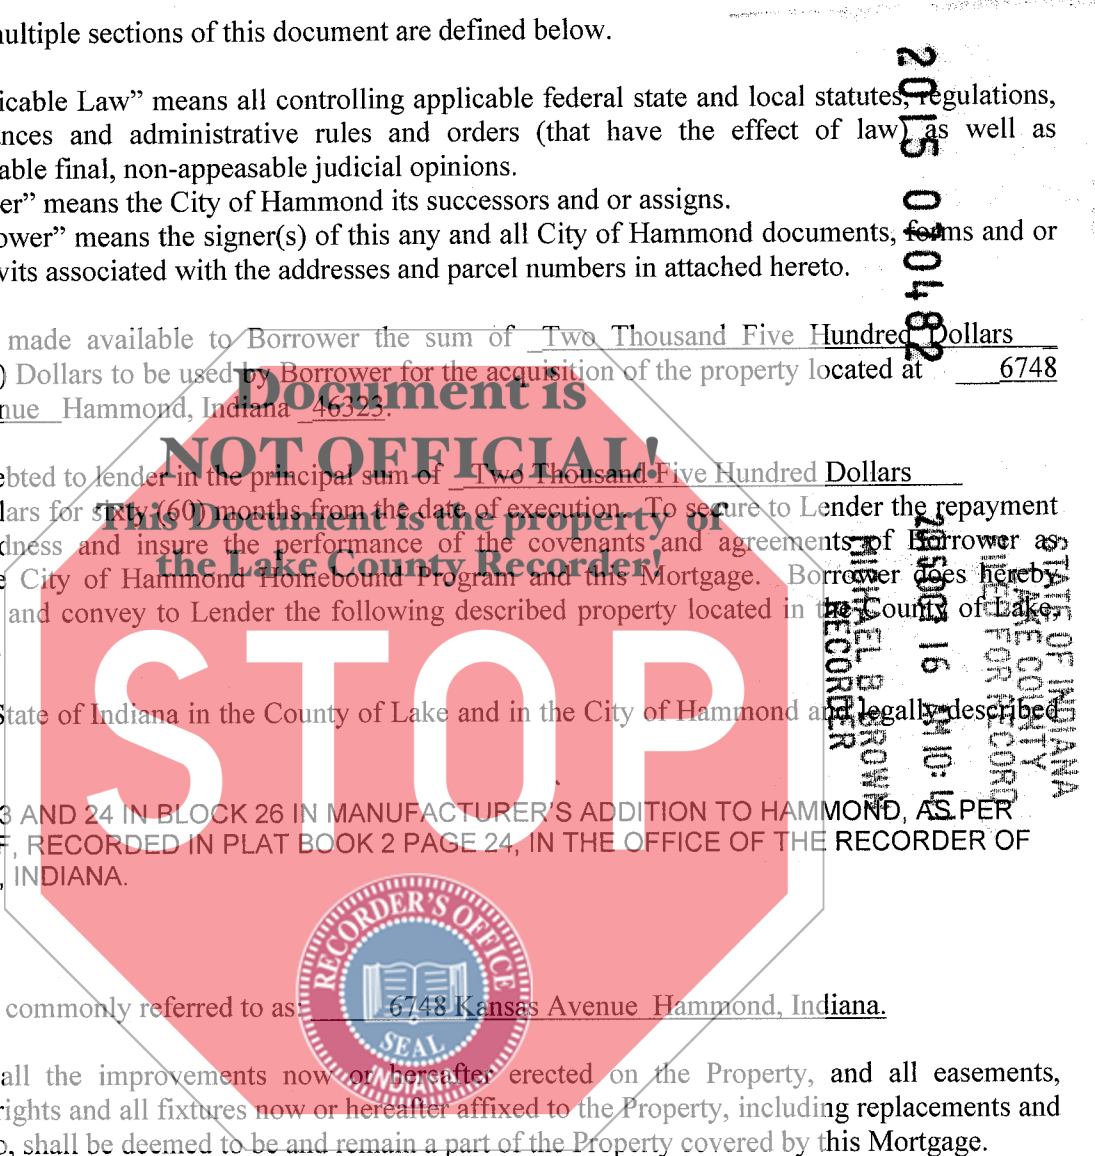 multiple sections of this document are defined below.
icable Law” means all controlling applicable federal state and local statutes, regulations,
nces and administrative rules and orders (that have the effect of law) as well as
able final, non-appeasable judicial opinions.
er” means the City of Hammond its successors and or assigns.
ower” means the signer(s) of this any and all City of Hammond documents, forms and or
vits associated with the addresses and parcel numbers in attached hereto.
made available to Borrower the sum of _Two Thousand Five Hundred Dollars
) Dollars to be used by Borrower for the acquisition of the property located at 6748
nue Hammond, Indiana 46323.
ebted to lender in the principal sum of Two Thousand Five Hundred Dollars
lars for sixty (60) months from the date of execution. To secure to Lender the repayment
dness and insure the performance of the covenants and agreements of Borrower as
e City of Hammond Homebound Program and this Mortgage. Borrower does hereby
and convey to Lender the following described property located in the County of Lake,
State of Indiana in the County of Lake and in the City of Hammond and legally described
3 AND 24 IN BLOCK 26 IN MANUFACTURER'S ADDITION TO HAMMOND, AS PER
F, RECORDED IN PLAT BOOK 2 PAGE 24, IN THE OFFICE OF THE RECORDER OF
, INDIANA.
commonly referred to as: 6748 Kansas Avenue Hammond, Indiana.
all the improvements now or hereafter erected on the Property, and all easements,
rights and all fixtures now or hereafter affixed to the Property, including replacements and
o, shall be deemed to be and remain a part of the Property covered by this Mortgage.
Document is
NOT OFFICIAL!
This Document is the property of
the Lake County Recorder!
STOP
RECORDER'S OFFICE
SEAL
INDIANA
2015 010482
STATE OF INDIANA
LAKE COUNTY
FILED FOR RECORD
16 AM 10:
MICHAEL B. BROWN
RECORDER